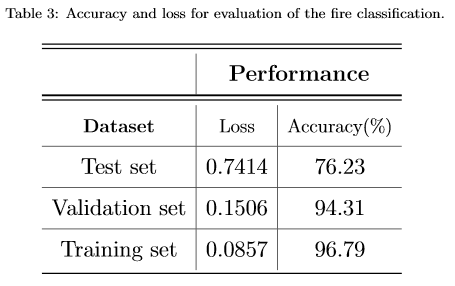 Table 3: Accuracy and loss for evaluation of the fire classification.
Performance
Dataset Loss Accuracy(%)
Test set 0.7414 76.23
Validation set 0.1506 94.31
Training set 0.0857 96.79